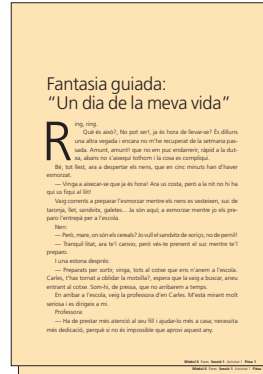 Fantasia guiada:
“Un dia de la meva vida”
Ring, ring.
Què és això?, No pot ser!, ja és hora de llevar-se? És dilluns
una altra vegada i encara no m’he recuperat de la setmana pas-
sada. Amunt, amunt! que no em puc endarrerir, ràpid a la dut-
xa, abans no s’aixequi tothom i la cosa es compliqui.
Bé, tot llest, ara a despertar els nens, que en cinc minuts han d’haver
esmorzat.
— Vinga a aixecar-se que ja és hora! Ara us costa, però a la nit no hi ha
qui us fiqui al llit!
Vaig corrents a preparar l’esmorzar mentre els nens es vesteixen, suc de
taronja, llet, sandvitx, galetes... Ja són aquí; a esmorzar mentre jo els pre-
paro l’entrepà per a l’escola.
Nen:
— Però, mare, on són els cereals? Jo vull el sandvitx de xoriço, no de pernil!
— Tranquil·litat, ara te’l canvio, però vés-te prenent el suc mentre te’l
preparo.
I una estona després:
— Preparats per sortir, vinga, tots al cotxe que ens n’anem a l’escola.
Carles, t’has tornat a oblidar la motxilla?, espera que la vaig a buscar, aneu
entrant al cotxe. Som-hi, de pressa, que no arribarem a temps.
En arribar a l’escola, veig la professora d’en Carles. M’està mirant molt
seriosa i es dirigeix a mi.
Professora:
— Ha de prestar més atenció al seu fill i ajudar-lo més a casa; necessita
més dedicació, perquè si no és impossible que aprovi aquest any.